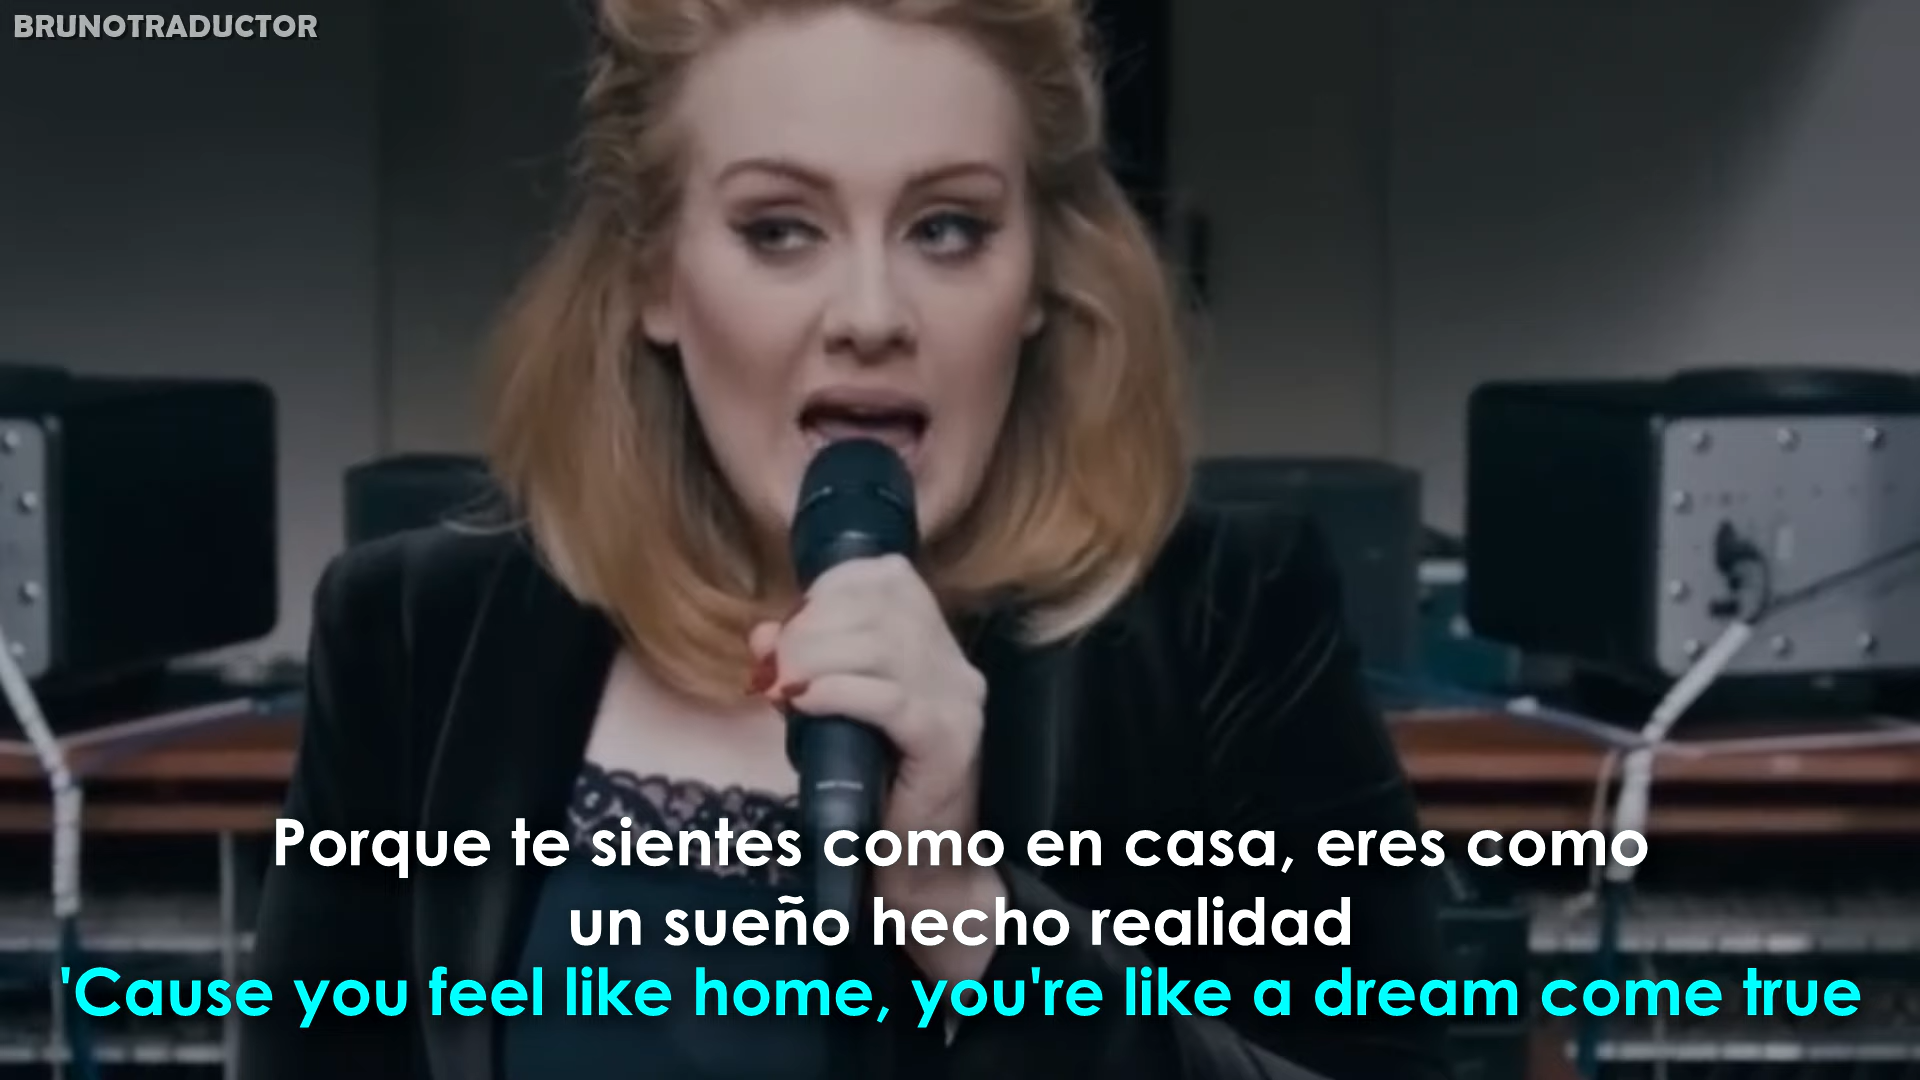 BRUNOTRADUCTOR
Porque te sientes como en casa, eres como
un sueño hecho realidad
'Cause you feel like home, you're like a dream come true